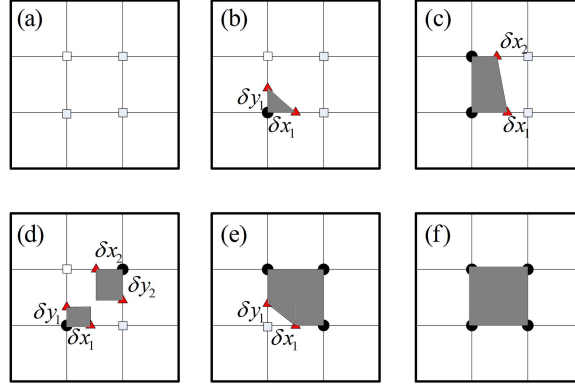 (a)
(b)
δy₁
δx₁
(c)
δx₂
δx₁
(d)
δx₂
δy₂
δy₁
δx₁
(e)
δy₁
δx₁
(f)